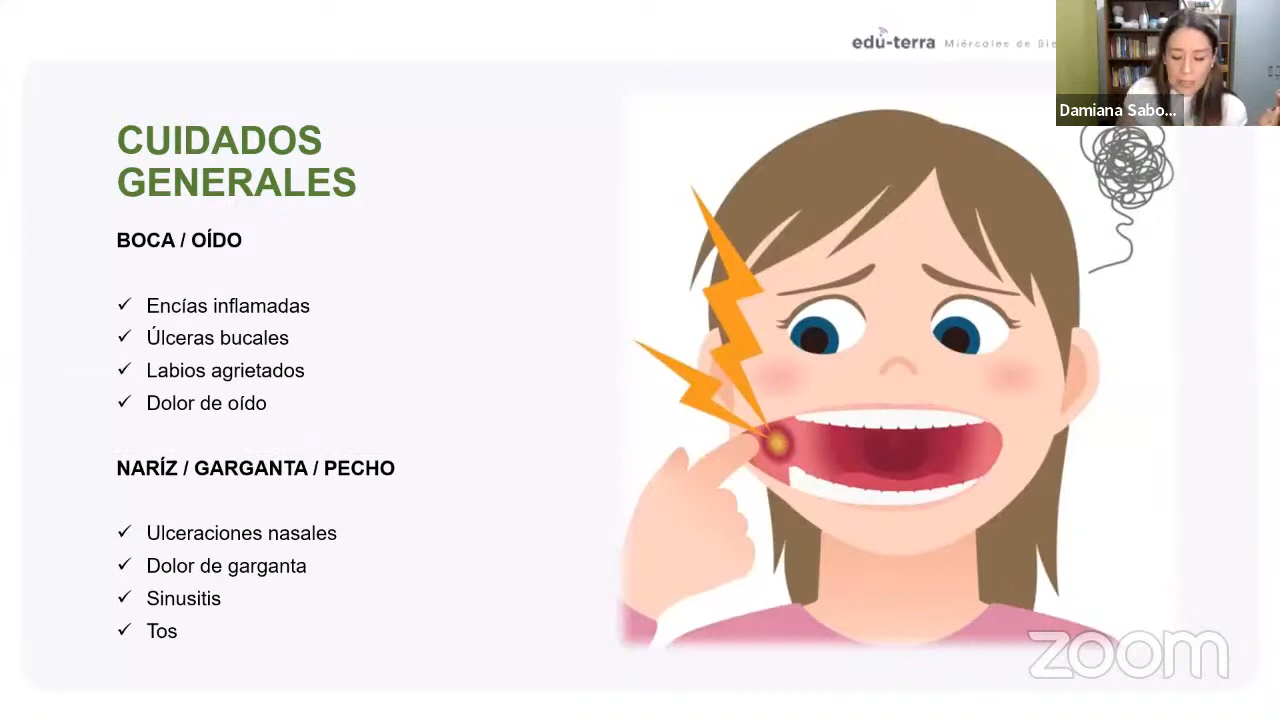 edu-terra Miércoles de Bie
Damiana Sabo...
CUIDADOS
GENERALES
BOCA / OÍDO
Encías inflamadas
Úlceras bucales
Labios agrietados
Dolor de oído
NARÍZ / GARGANTA / PECHO
Ulceraciones nasales
Dolor de garganta
Sinusitis
Tos
zoom